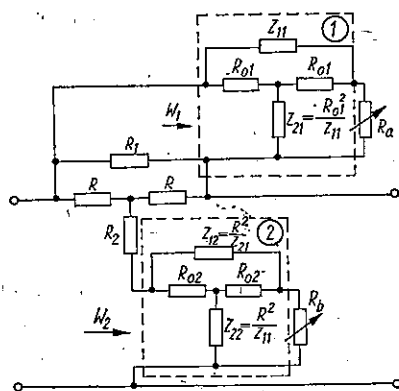 1
Z11
R01 R01
W1
Z21=R01²/Z11
Ra
R1
R R
R2
2
Z12=R²/Z21
R02 R02
Rb
W2
Z22=R²/Z11